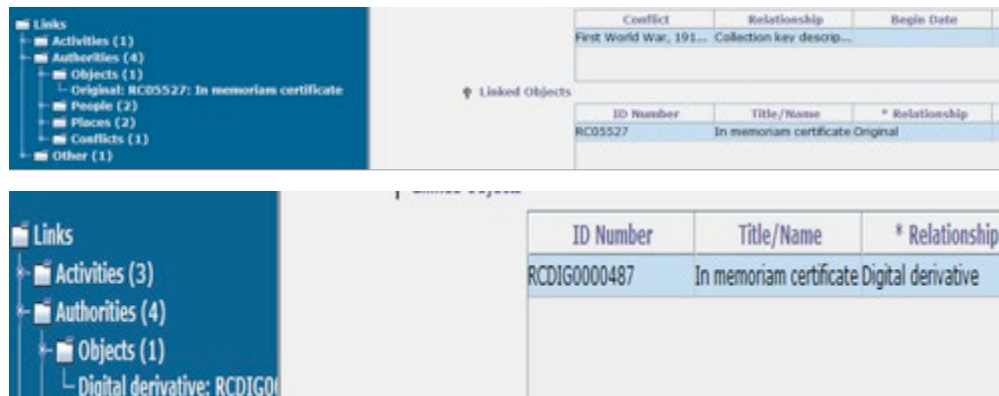 Links
Activities (1)
Authorities (4)
Objects (1)
Original: RC05527: In memoriam certificate
People (2)
Places (2)
Conflicts (1)
Other (1)
Conflict Relationship Begin Date
First World War, 191... Collection key descrip...
Linked Objects
ID Number Title/Name * Relationship
RC05527 In memoriam certificate Original
Links
Activities (3)
Authorities (4)
Objects (1)
Digital derivative: RCDIG0
ID Number Title/Name * Relationship
RCDIG0000487 In memoriam certificate Digital derivative